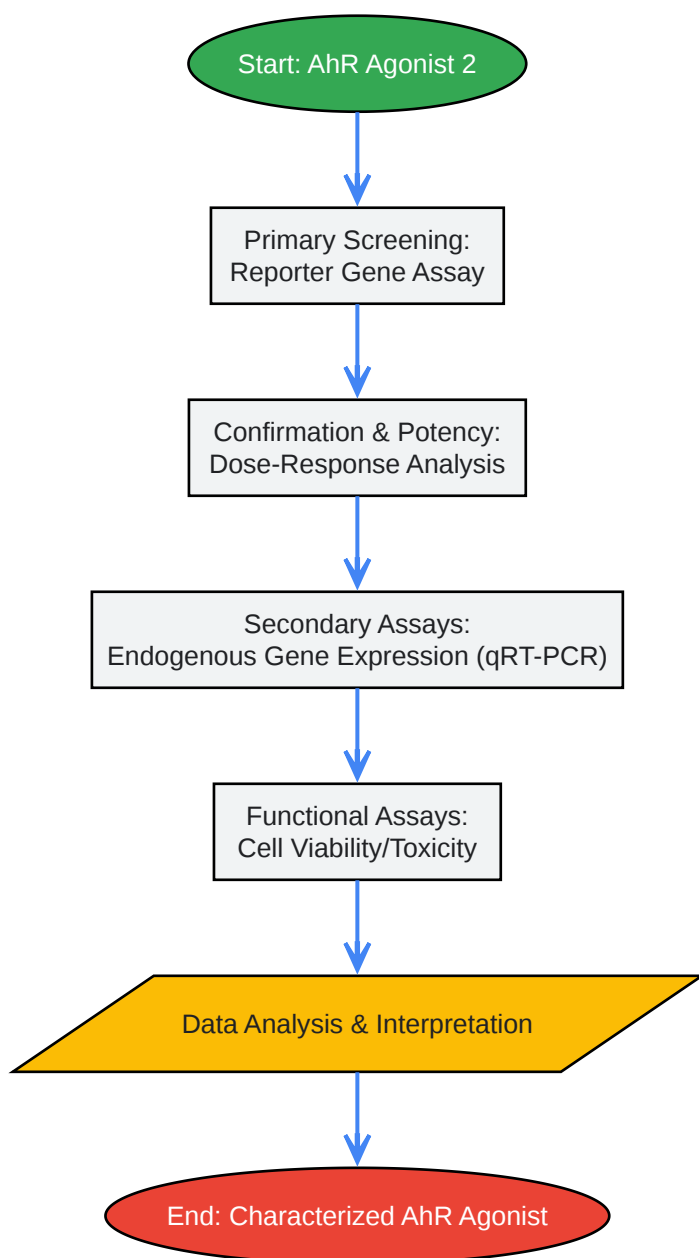 Start: AhR Agonist 2
Primary Screening:
Reporter Gene Assay
Confirmation & Potency:
Dose-Response Analysis
Secondary Assays:
Endogenous Gene Expression (qRT-PCR)
Functional Assays:
Cell Viability/Toxicity
Data Analysis & Interpretation
End: Characterized AhR Agonist